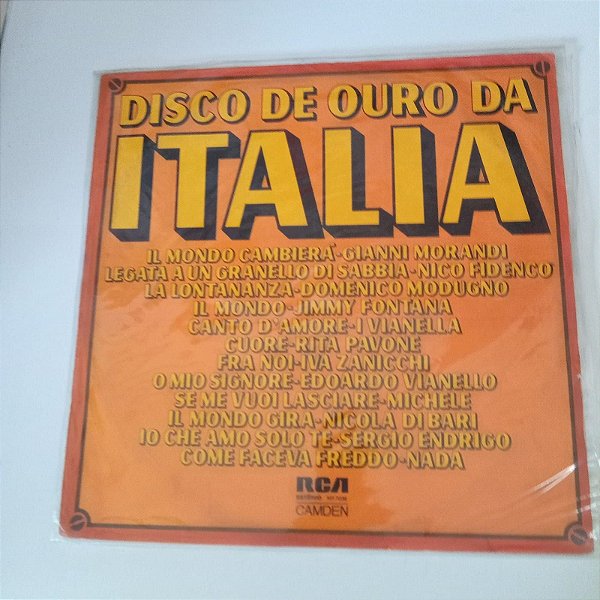 DISCO DE OURO DA
ITALIA
IL MONDO CAMBIERÁ-GIANNI MORANDI
LEGATA A UN GRANELLO DI SABBIA-NICO FIDENCO
LA LONTANANZA-DOMENICO MODUGNO
IL MONDO-JIMMY FONTANA
CANTO D'AMORE-I VIANELLA
CUORE-RITA PAVONE
FRA NOI-IVA ZANICCHI
O MIO SIGNORE-EDOARDO VIANELLO
SE ME VUOI LASCIARE-MICHELE
IL MONDO GIRA-NICOLA DI BARI
IO CHE AMO SOLO TE-SERGIO ENDRIGO
COME FACEVA FREDDO-NADA
RCA
CAMDEN